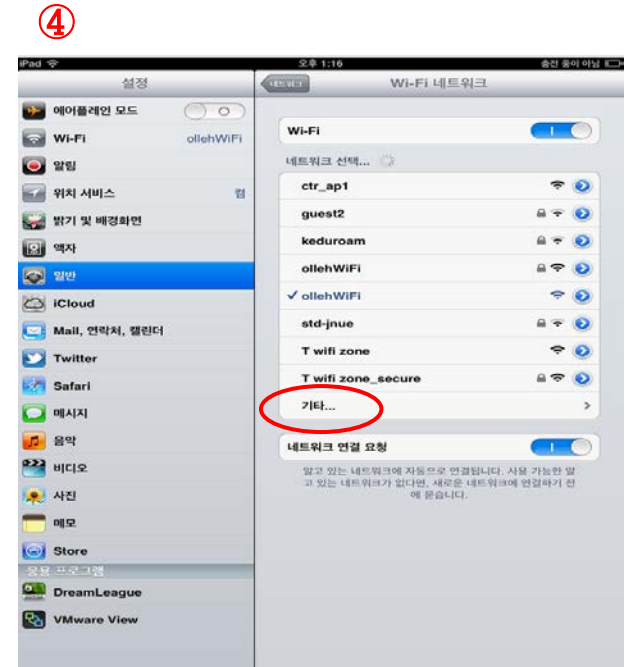 ④
iPad 오후 1:16 충전 중이 아님
설정
에어플레인 모드
Wi-Fi ollehWiFi
알림
위치 서비스 켬
밝기 및 배경화면
액자
일반
iCloud
Mail, 연락처, 캘린더
Twitter
Safari
메시지
음악
비디오
사진
메모
Store
응용 프로그램
DreamLeague
VMware View
네트워크 Wi-Fi 네트워크
Wi-Fi
네트워크 선택...
ctr_ap1
guest2
keduroam
ollehWiFi
✓ ollehWiFi
std-jnue
T wifi zone
T wifi zone_secure
기타...
네트워크 연결 요청
알고 있는 네트워크에 자동으로 연결됩니다. 사용 가능한 알
고 있는 네트워크가 없다면, 새로운 네트워크에 연결하기 전
에 묻습니다.